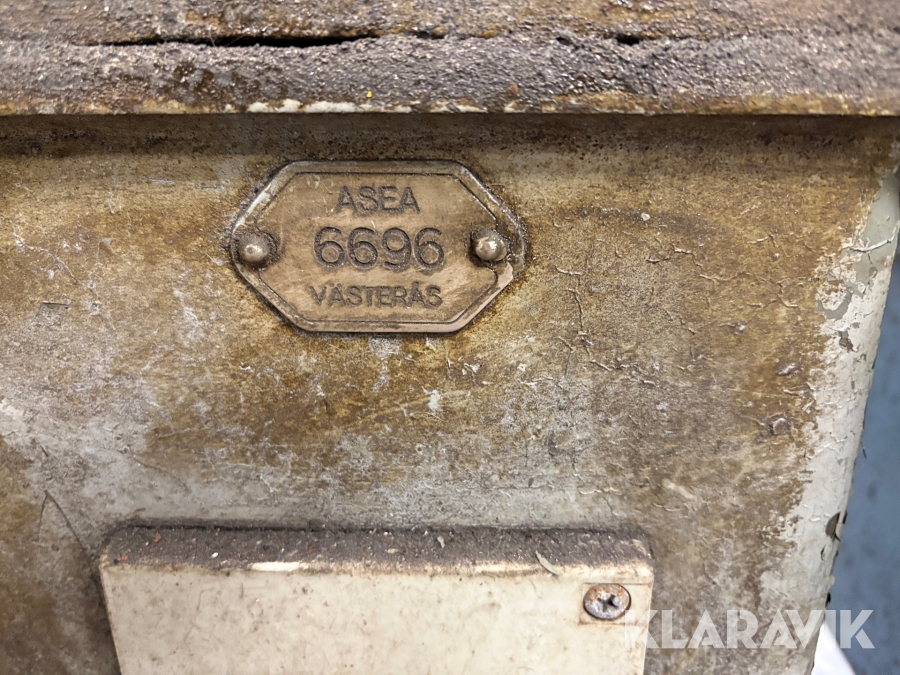 ASEA
6696
VÄSTERÅS
KLARAVIK